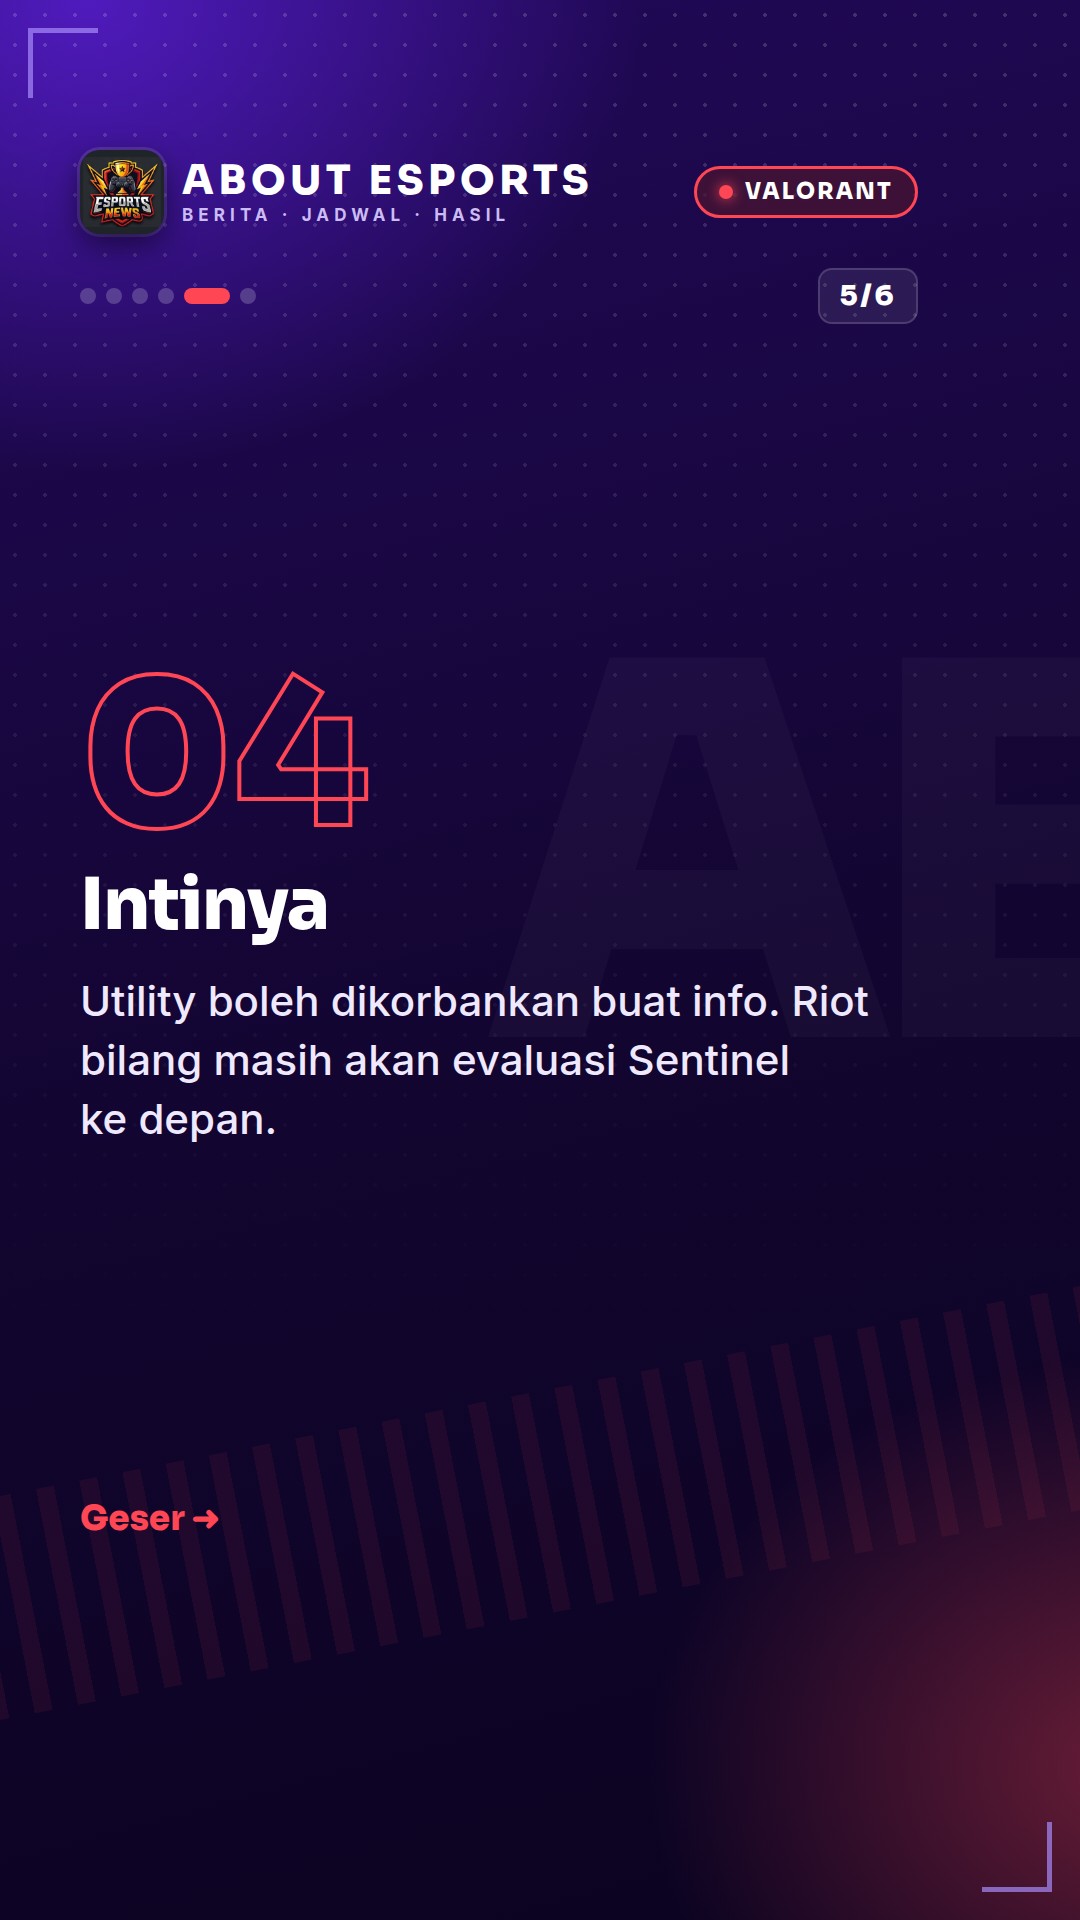 ESPORTS
NEWS
ABOUT ESPORTS
BERITA · JADWAL · HASIL
VALORANT
5/6
AE
04
Intinya
Utility boleh dikorbankan buat info. Riot
bilang masih akan evaluasi Sentinel
ke depan.
Geser →